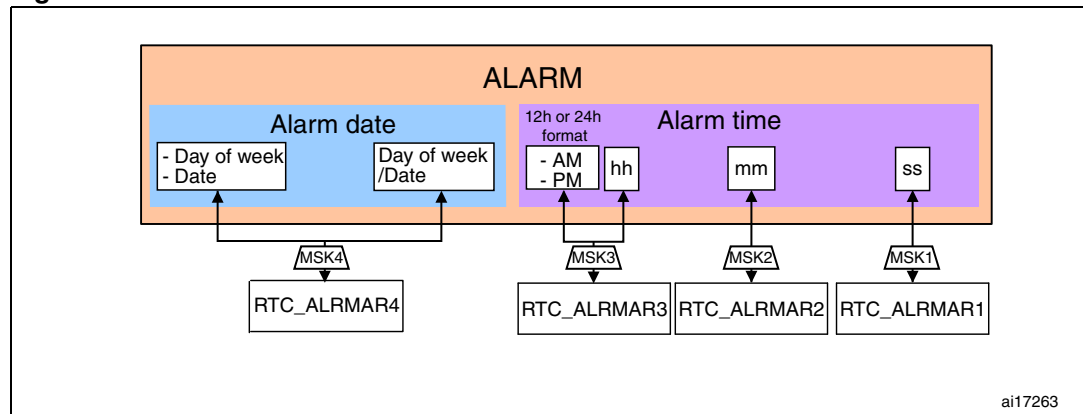 ALARM
Alarm date
- Day of week
- Date
Day of week
/Date
12h or 24h
format
Alarm time
- AM
- PM
hh
mm
ss
MSK4
MSK3
MSK2
MSK1
RTC_ALRMAR4
RTC_ALRMAR3
RTC_ALRMAR2
RTC_ALRMAR1
ai17263